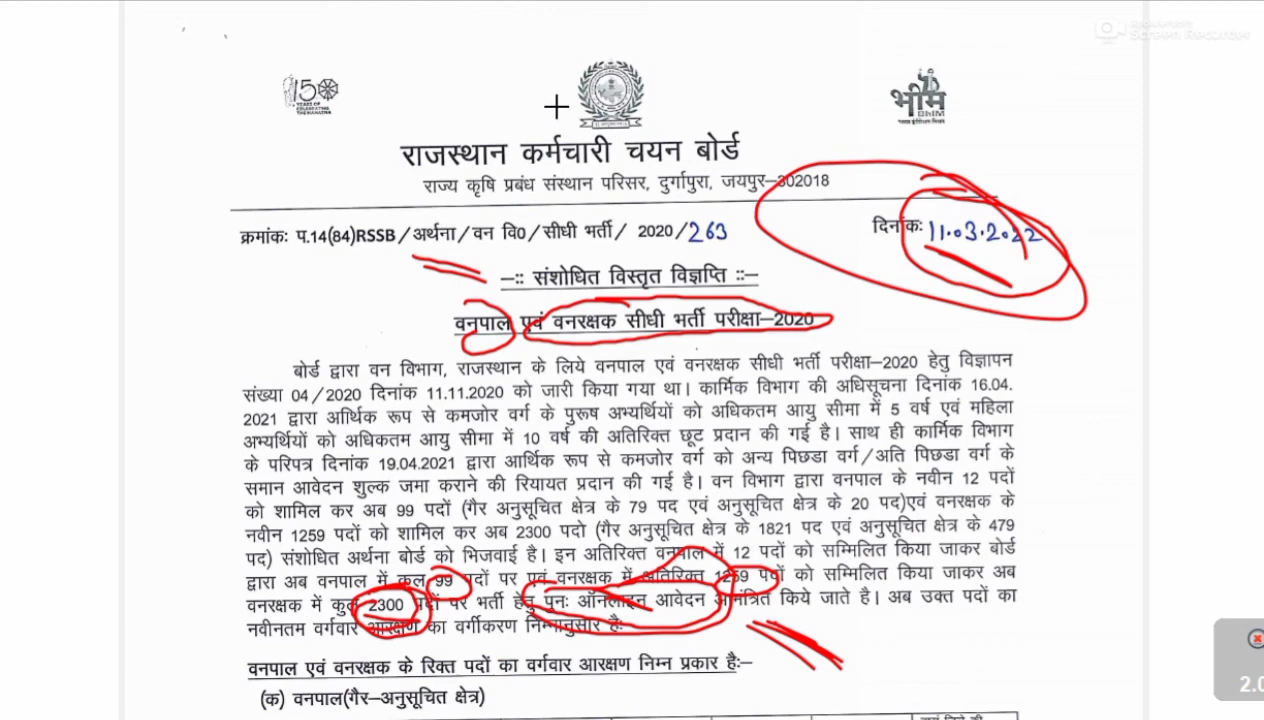 Screen Recorder
150
YEARS OF
CELEBRATING
THE MAHATMA
भीम
BHIM
राजस्थान कर्मचारी चयन बोर्ड
राज्य कृषि प्रबंध संस्थान परिसर, दुर्गापुरा, जयपुर–302018
क्रमांकः प.14(84)RSSB/अर्थना/वन वि0/सीधी भर्ती/ 2020/263
दिनांकः 11.03.2022
–:: संशोधित विस्तृत विज्ञप्ति ::–
वनपाल एवं वनरक्षक सीधी भर्ती परीक्षा–2020
बोर्ड द्वारा वन विभाग, राजस्थान के लिये वनपाल एवं वनरक्षक सीधी भर्ती परीक्षा–2020 हेतु विज्ञापन
संख्या 04/2020 दिनांक 11.11.2020 को जारी किया गया था। कार्मिक विभाग की अधिसूचना दिनांक 16.04.
2021 द्वारा आर्थिक रूप से कमजोर वर्ग के पुरूष अभ्यर्थियों को अधिकतम आयु सीमा में 5 वर्ष एवं महिला
अभ्यर्थियों को अधिकतम आयु सीमा में 10 वर्ष की अतिरिक्त छूट प्रदान की गई है। साथ ही कार्मिक विभाग
के परिपत्र दिनांक 19.04.2021 द्वारा आर्थिक रूप से कमजोर वर्ग को अन्य पिछडा वर्ग/अति पिछडा वर्ग के
समान आवेदन शुल्क जमा कराने की रियायत प्रदान की गई है। वन विभाग द्वारा वनपाल के नवीन 12 पदों
को शामिल कर अब 99 पदों (गैर अनुसूचित क्षेत्र के 79 पद एवं अनुसूचित क्षेत्र के 20 पद)एवं वनरक्षक के
नवीन 1259 पदों को शामिल कर अब 2300 पदो (गैर अनुसूचित क्षेत्र के 1821 पद एवं अनुसूचित क्षेत्र के 479
पद) संशोधित अर्थना बोर्ड को भिजवाई है। इन अतिरिक्त वनपाल में 12 पदों को सम्मिलित किया जाकर बोर्ड
द्वारा अब वनपाल में कुल 99 पदों पर एवं वनरक्षक में अतिरिक्त 1259 पदों को सम्मिलित किया जाकर अब
वनरक्षक में कुल 2300 पदों पर भर्ती हेतु पुनः ऑनलाइन आवेदन आमंत्रित किये जाते है। अब उक्त पदों का
नवीनतम वर्गवार आरक्षण का वर्गीकरण निम्नानुसार हैः
वनपाल एवं वनरक्षक के रिक्त पदों का वर्गवार आरक्षण निम्न प्रकार हैः–
(क) वनपाल(गैर–अनुसूचित क्षेत्र)